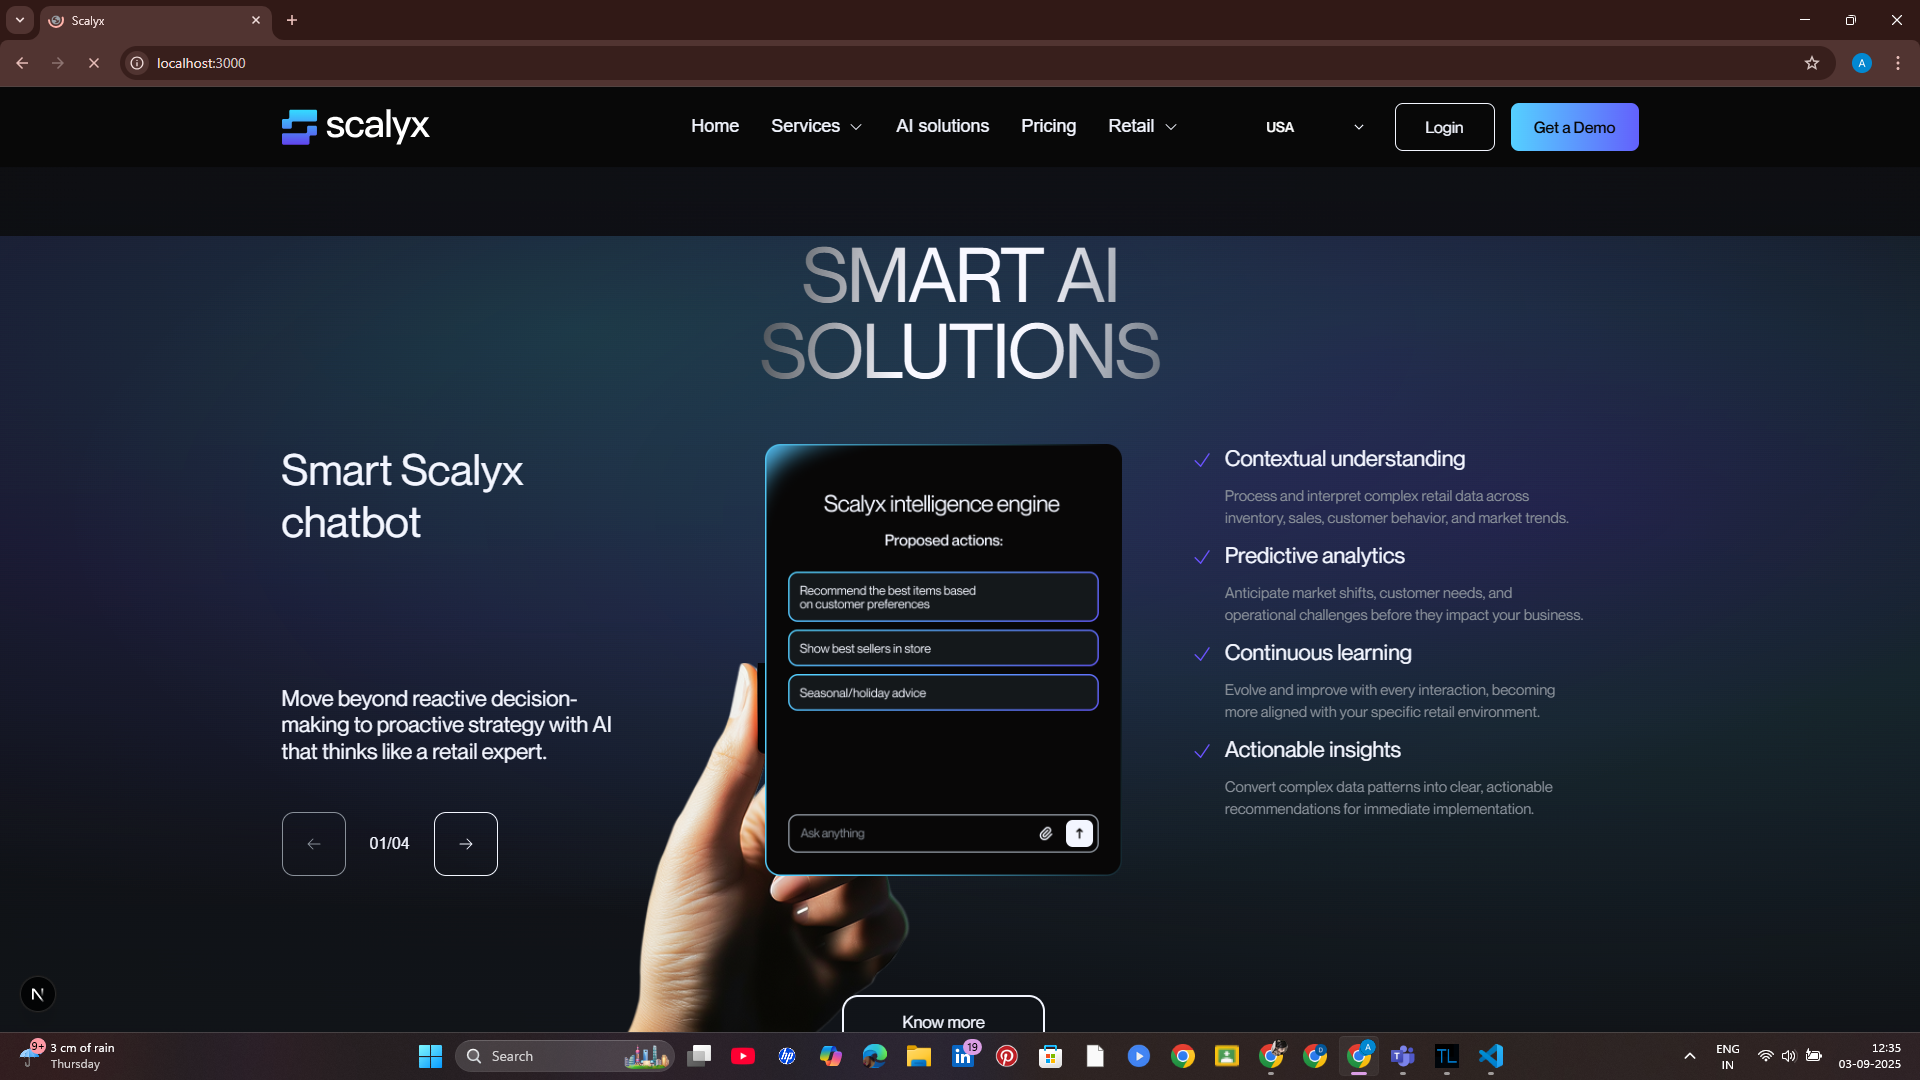 Scalyx
localhost:3000
A
scalyx
Home
Services
AI solutions
Pricing
Retail
USA
Login
Get a Demo
SMART AI
SOLUTIONS
Smart Scalyx
chatbot
Move beyond reactive decision-
making to proactive strategy with AI
that thinks like a retail expert.
01/04
Scalyx intelligence engine
Proposed actions:
Recommend the best items based
on customer preferences
Show best sellers in store
Seasonal/holiday advice
Ask anything
Contextual understanding
Process and interpret complex retail data across
inventory, sales, customer behavior, and market trends.
Predictive analytics
Anticipate market shifts, customer needs, and
operational challenges before they impact your business.
Continuous learning
Evolve and improve with every interaction, becoming
more aligned with your specific retail environment.
Actionable insights
Convert complex data patterns into clear, actionable
recommendations for immediate implementation.
Know more
N
9+
3 cm of rain
Thursday
Search
hp
in
19
D
A
T
TL
ENG
IN
12:35
03-09-2025